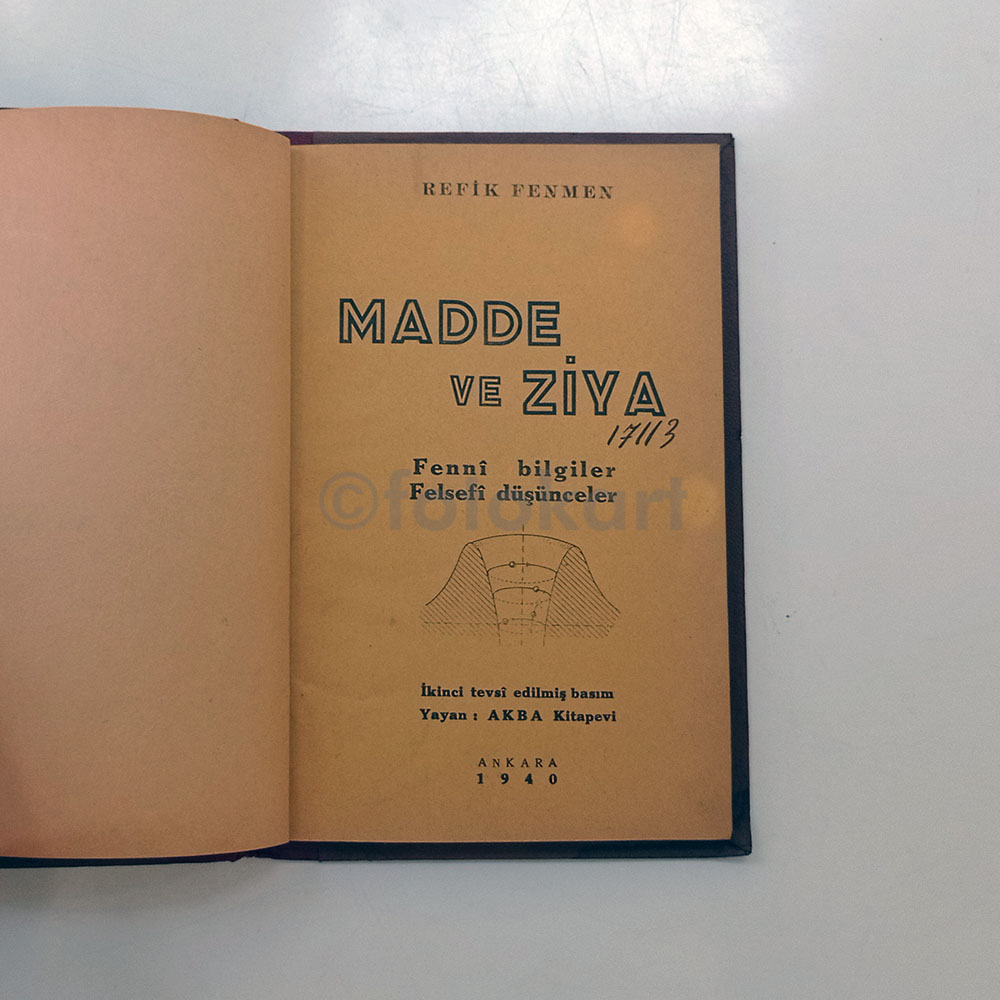 REFİK FENMEN
MADDE
VE ZİYA
17113
Fennî bilgiler
Felsefî düşünceler
©fotokart
İkinci tevsî edilmiş basım
Yayan : AKBA Kitapevi
ANKARA
1940